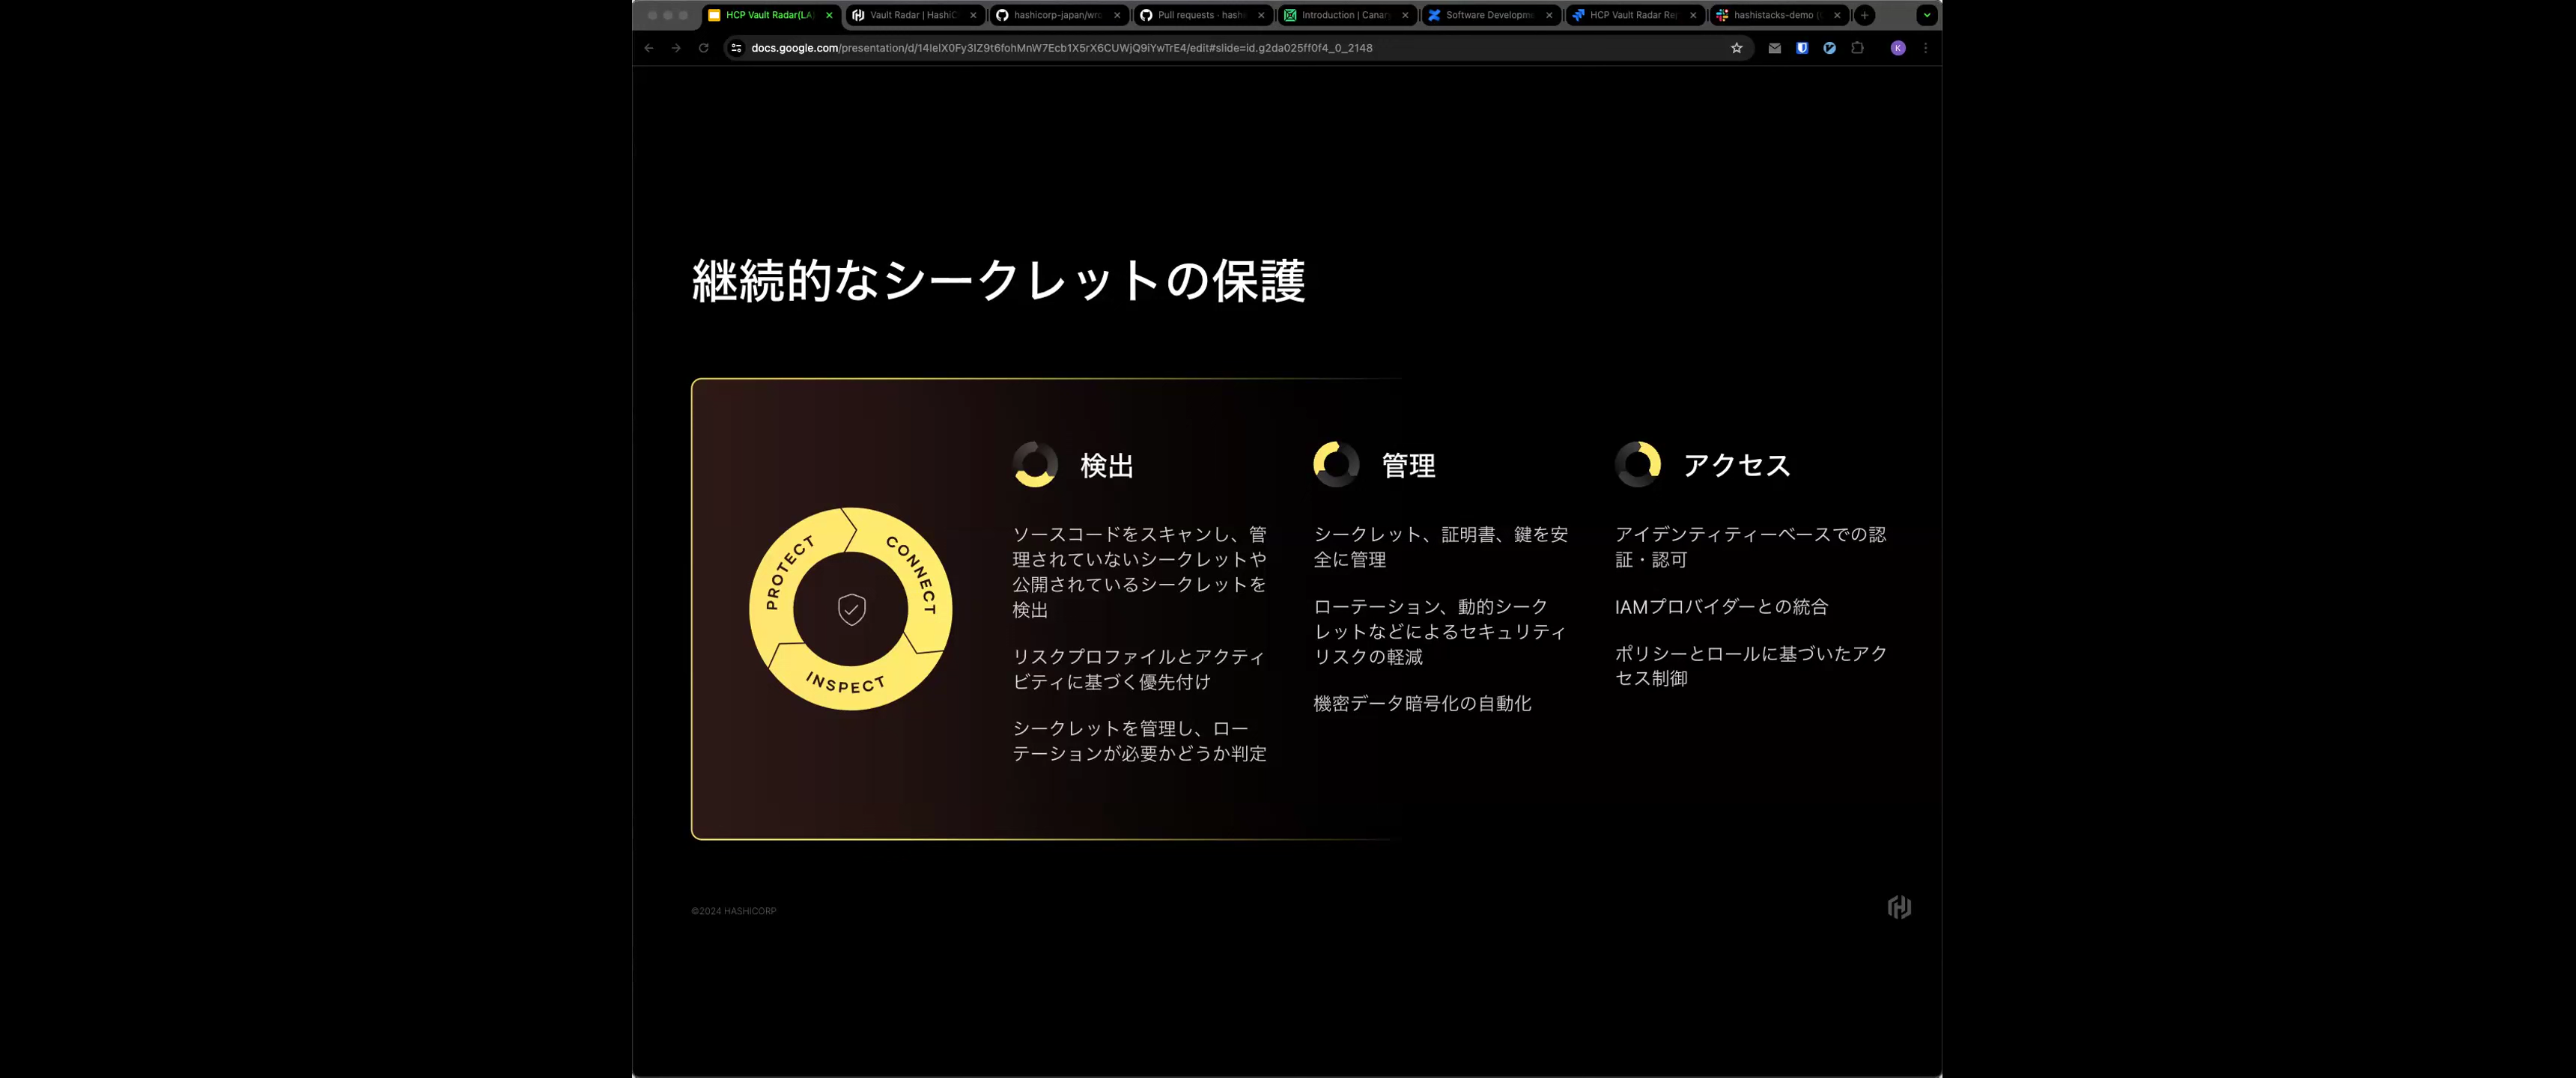 HCP Vault Radar(LA)
Vault Radar | HashiC
hashicorp-japan/wro
Pull requests · hashi
Introduction | Canar
Software Developm
HCP Vault Radar Re
hashistacks-demo (
docs.google.com/presentation/d/14IeIX0Fy3IZ9t6fohMnW7Ecb1X5rX6CUWjQ9iYwTrE4/edit#slide=id.g2da025ff0f4_0_2148
K
継続的なシークレットの保護
PROTECT
CONNECT
INSPECT
検出
ソースコードをスキャンし、管
理されていないシークレットや
公開されているシークレットを
検出
リスクプロファイルとアクティ
ビティに基づく優先付け
シークレットを管理し、ロー
テーションが必要かどうか判定
管理
シークレット、証明書、鍵を安
全に管理
ローテーション、動的シーク
レットなどによるセキュリティ
リスクの軽減
機密データ暗号化の自動化
アクセス
アイデンティティーベースでの認
証・認可
IAMプロバイダーとの統合
ポリシーとロールに基づいたアク
セス制御
©2024 HASHICORP